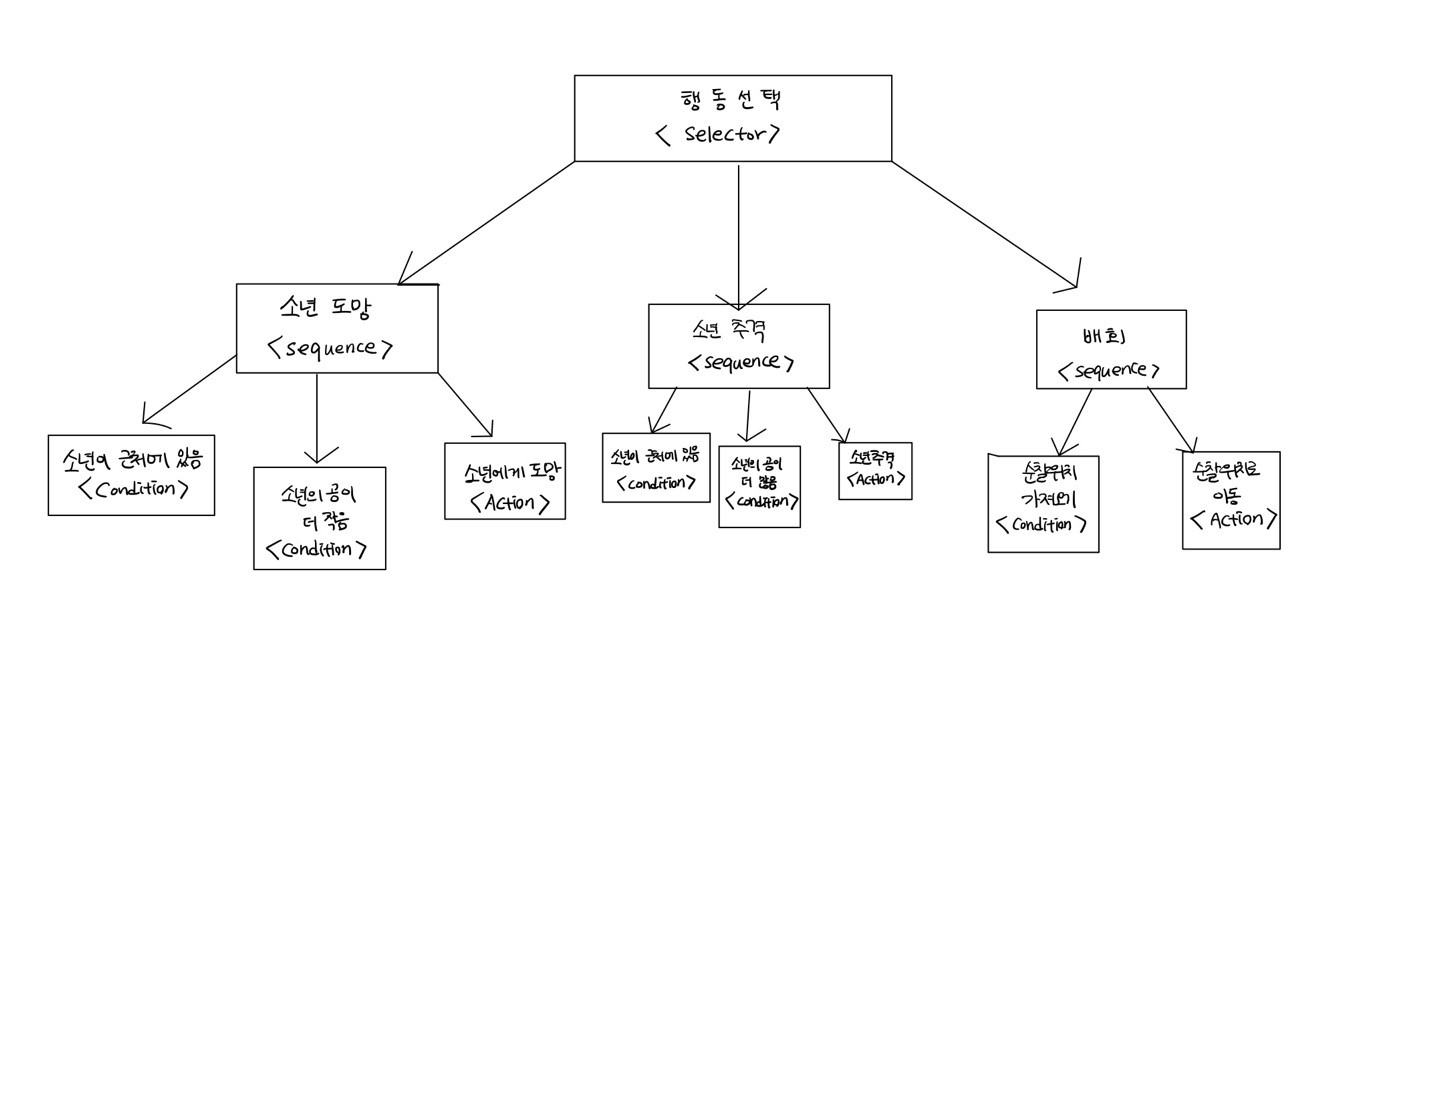 행동선택
< Selector>
소년 도망
<sequence>
소년이 근처에 있음
<Condition>
소년의 공이
더 작음
<Condition>
소년에게 도망
<Action>
소년 추격
<sequence>
소년이 근처에 있음
<condition>
소년의 공이
더 많음
<Condition>
소년추격
<Action>
배회
<sequence>
순찰위치
가져오기
<Condition>
순찰위치로
이동
<Action>